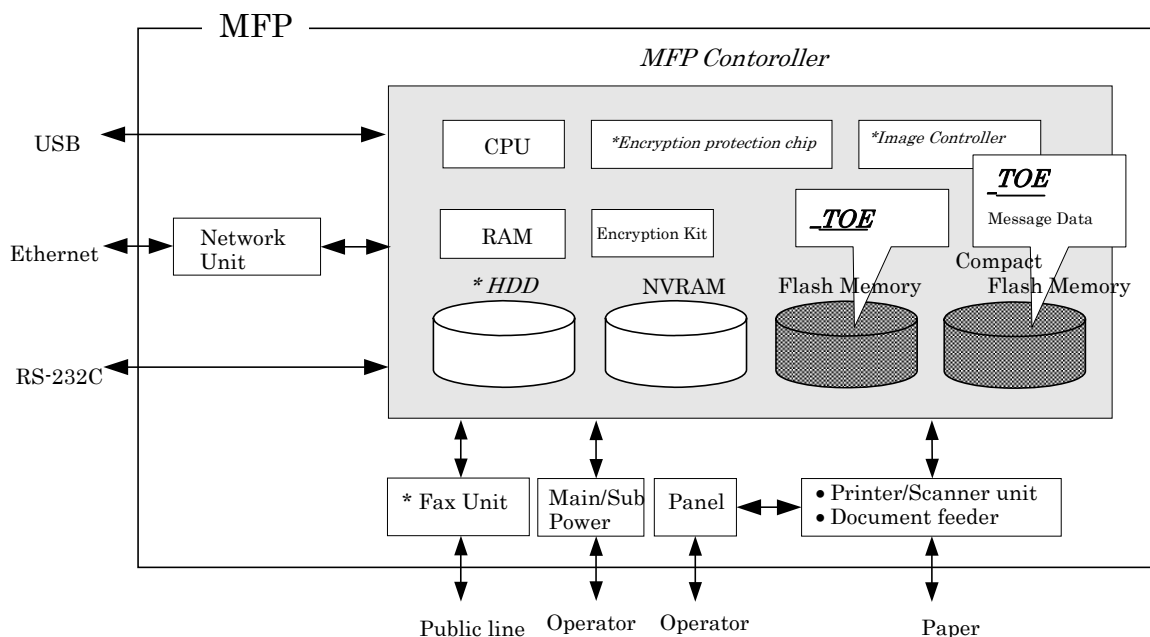 MFP
MFP Contoroller
USB
CPU
*Encryption protection chip
*Image Controller
_TOE
Message Data
_TOE
Ethernet
Network
Unit
RAM
Encryption Kit
* HDD
NVRAM
Flash Memory
Compact
Flash Memory
RS-232C
* Fax Unit
Main/Sub
Power
Panel
• Printer/Scanner unit
• Document feeder
Public line
Operator
Operator
Paper